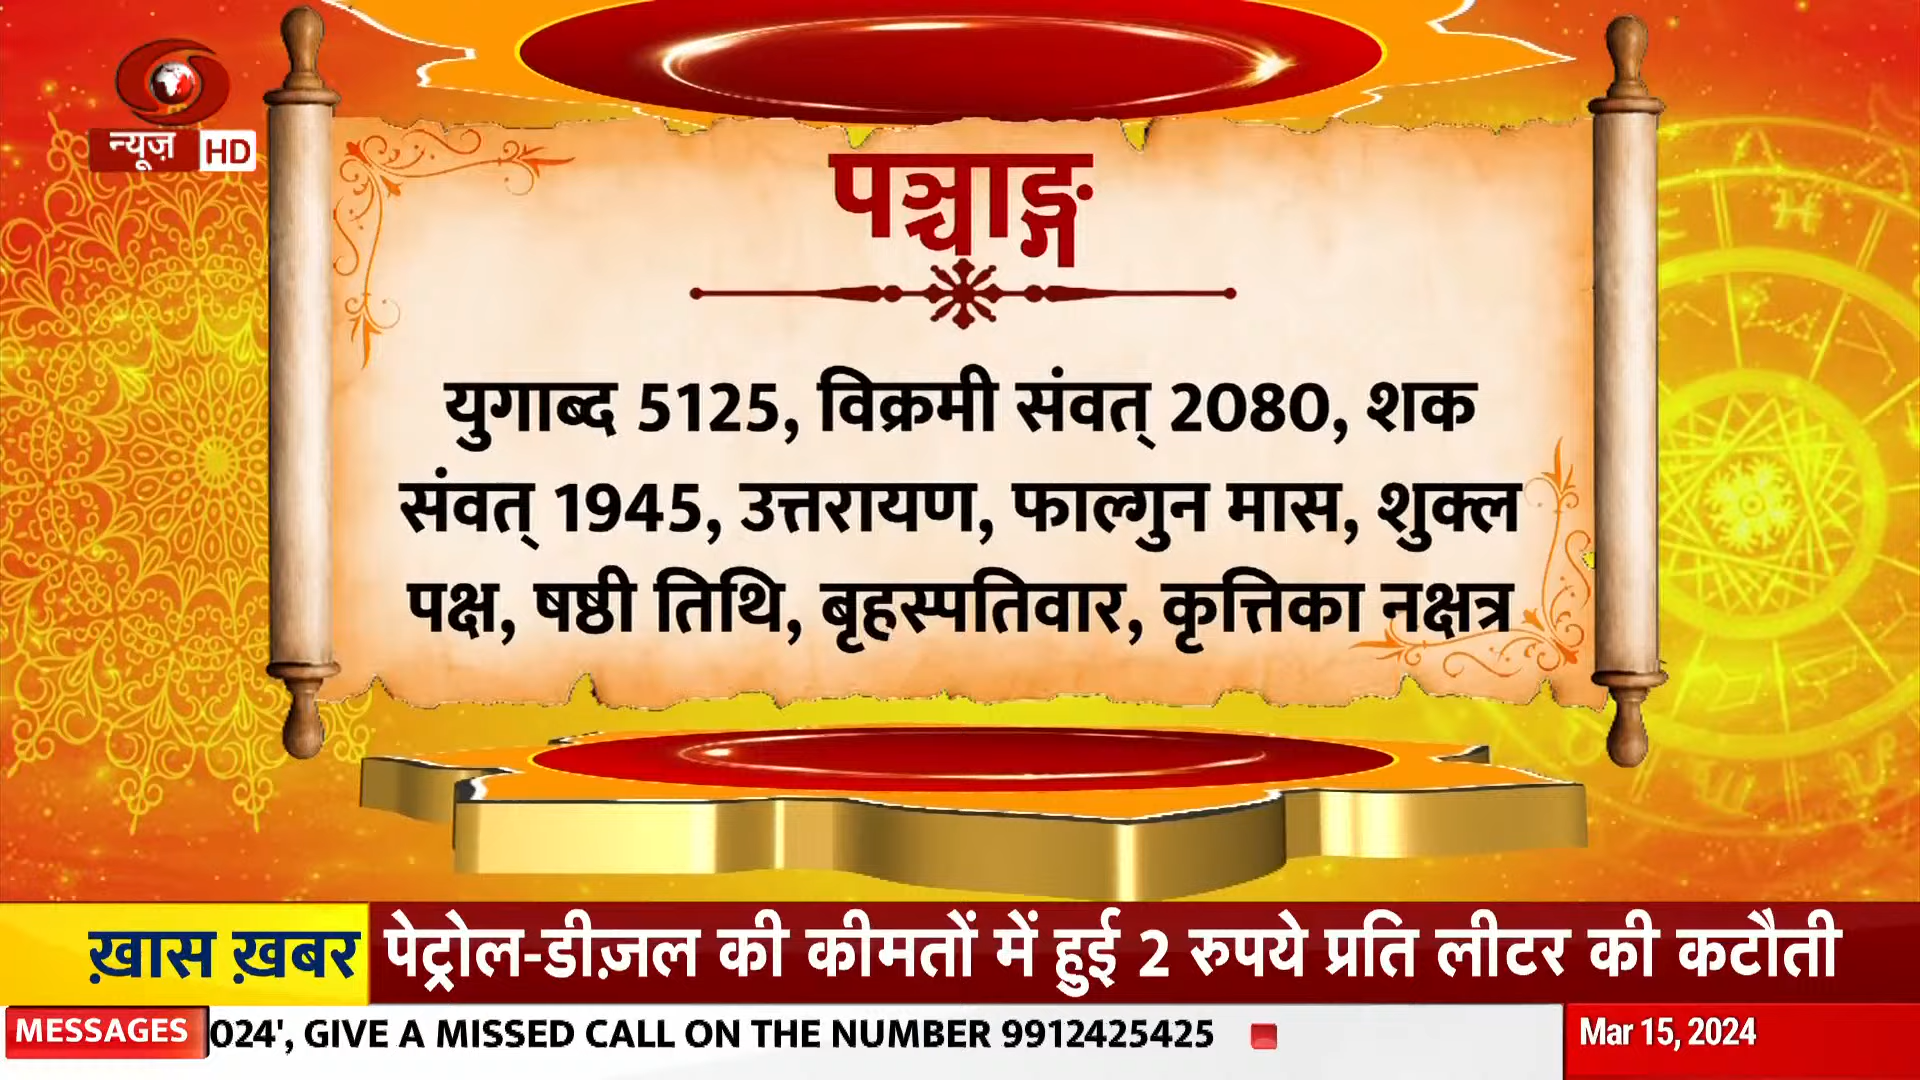 न्यूज़ HD
पञ्चाङ्ग
युगाब्द 5125, विक्रमी संवत् 2080, शक
संवत् 1945, उत्तरायण, फाल्गुन मास, शुक्ल
पक्ष, षष्ठी तिथि, बृहस्पतिवार, कृत्तिका नक्षत्र
ख़ास ख़बर पेट्रोल-डीज़ल की कीमतों में हुई 2 रुपये प्रति लीटर की कटौती
MESSAGES 024', GIVE A MISSED CALL ON THE NUMBER 9912425425 Mar 15, 2024